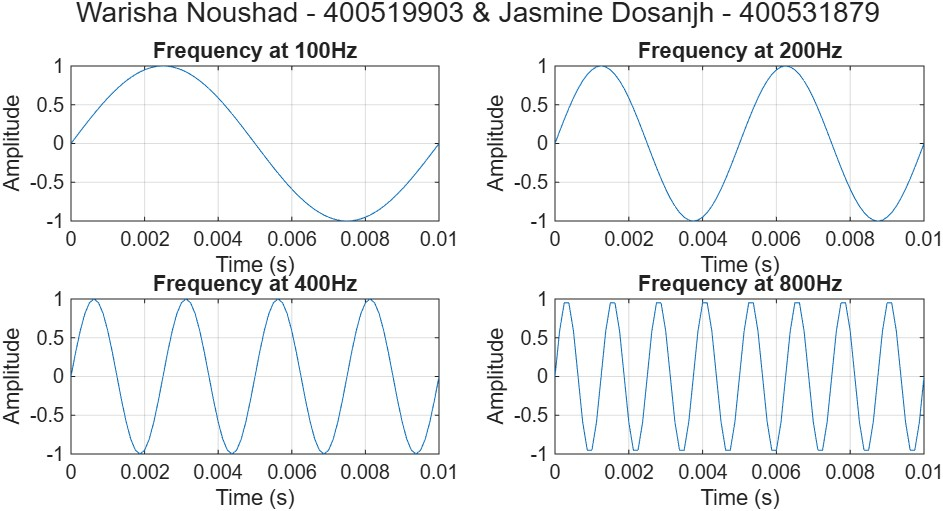 Warisha Noushad - 400519903 & Jasmine Dosanjh - 400531879
Frequency at 100Hz
1
0.5
0
-0.5
-1
Amplitude
0 0.002 0.004 0.006 0.008 0.01
Time (s)
Frequency at 200Hz
1
0.5
0
-0.5
-1
Amplitude
0 0.002 0.004 0.006 0.008 0.01
Time (s)
Frequency at 400Hz
1
0.5
0
-0.5
-1
Amplitude
0 0.002 0.004 0.006 0.008 0.01
Time (s)
Frequency at 800Hz
1
0.5
0
-0.5
-1
Amplitude
0 0.002 0.004 0.006 0.008 0.01
Time (s)